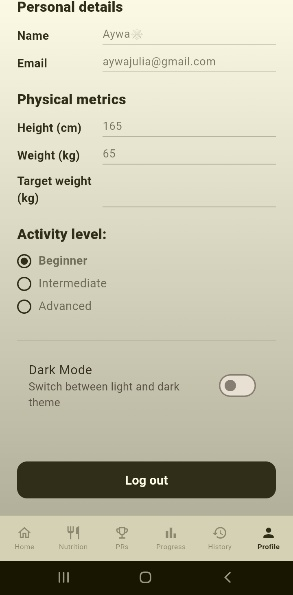 Personal details
Name Aywa
Email aywajulia@gmail.com
Physical metrics
Height (cm) 165
Weight (kg) 65
Target weight
(kg)
Activity level:
Beginner
Intermediate
Advanced
Dark Mode
Switch between light and dark
theme
Log out
Home Nutrition PRs Progress History Profile